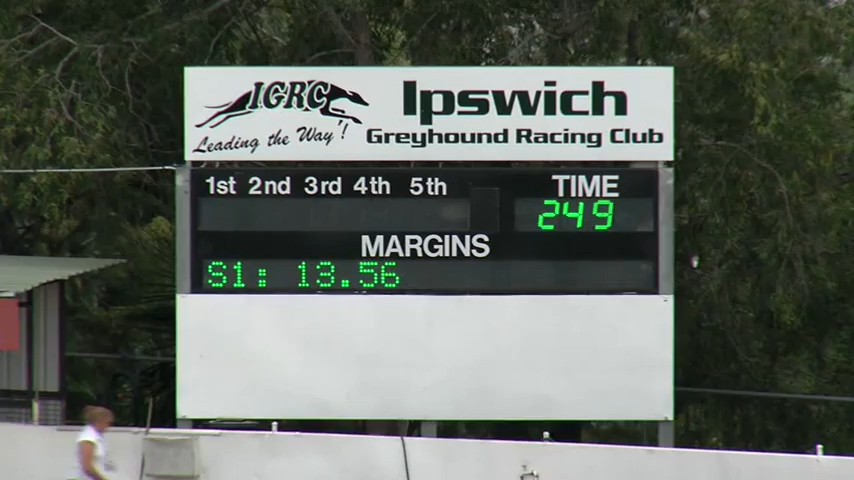 IGRC
Leading the Way!
Ipswich
Greyhound Racing Club
1st 2nd 3rd 4th 5th
TIME
249
MARGINS
S1: 13.56